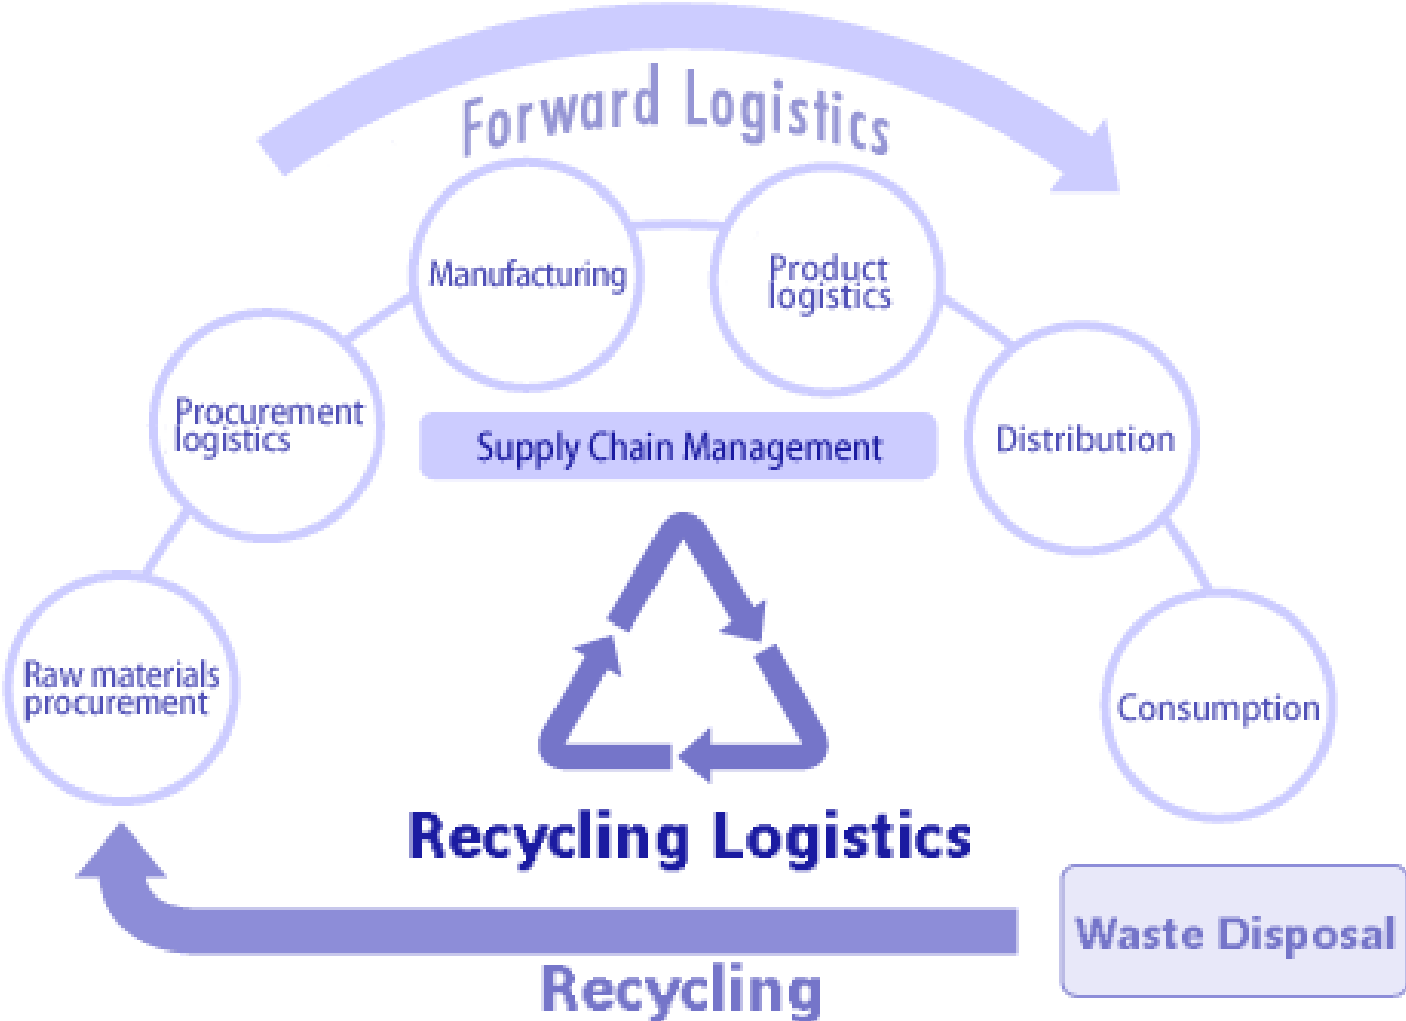 Forward Logistics
Manufacturing
Product
logistics
Procurement
logistics
Supply Chain Management
Distribution
Raw materials
procurement
Consumption
Recycling Logistics
Waste Disposal
Recycling